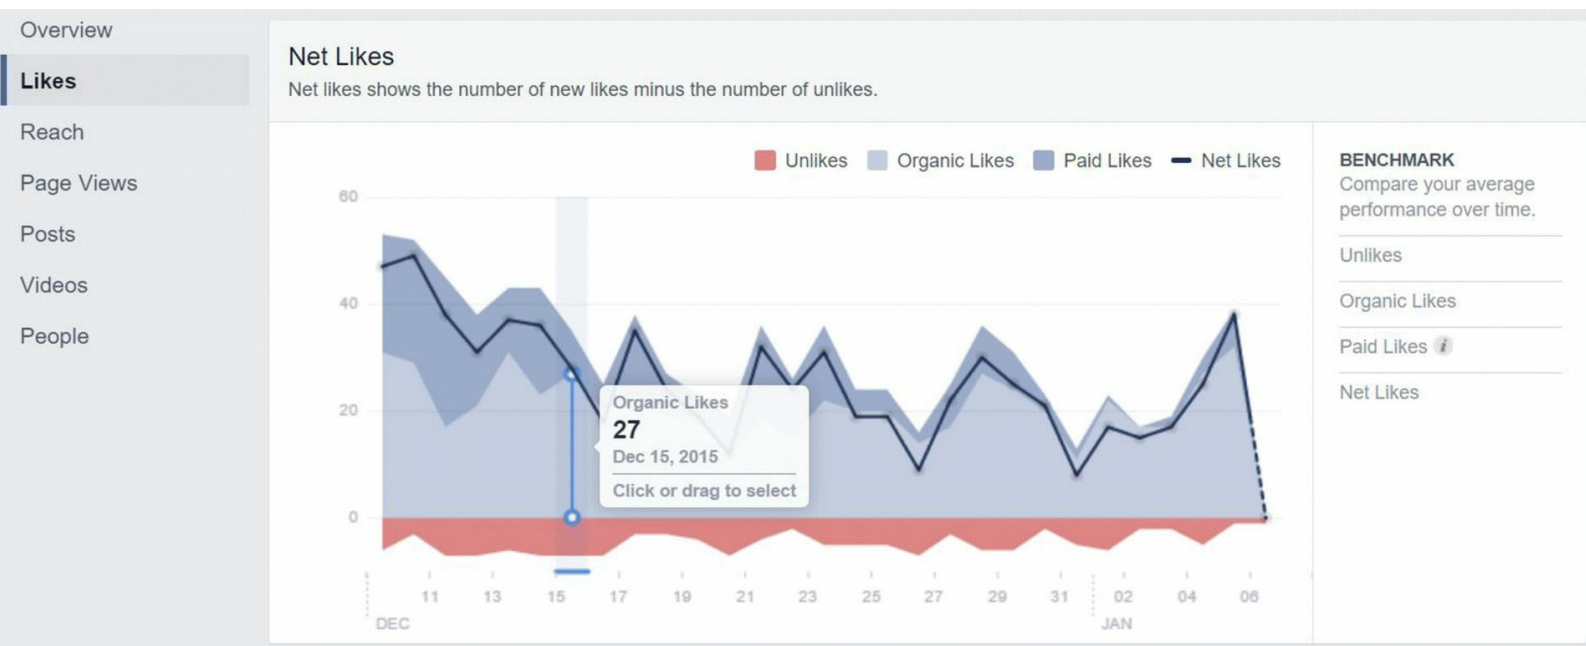 Overview
Likes
Reach
Page Views
Posts
Videos
People
Net Likes
Net likes shows the number of new likes minus the number of unlikes.
Unlikes Organic Likes Paid Likes Net Likes
60
40
20
0
Organic Likes
27
Dec 15, 2015
Click or drag to select
11 13 15 17 19 21 23 25 27 29 31 02 04 06
DEC JAN
BENCHMARK
Compare your average
performance over time.
Unlikes
Organic Likes
Paid Likes i
Net Likes